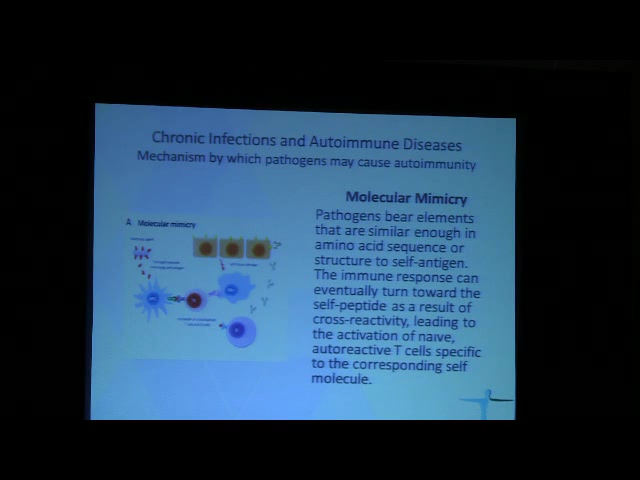 Chronic Infections and Autoimmune Diseases
Mechanism by which pathogens may cause autoimmunity
Molecular Mimicry
Pathogens bear elements
that are similar enough in
amino acid sequence or
structure to self-antigen.
The immune response can
eventually turn toward the
self-peptide as a result of
cross-reactivity, leading to
the activation of naive,
autoreactive T cells specific
to the corresponding self
molecule.
A Molecular mimicry